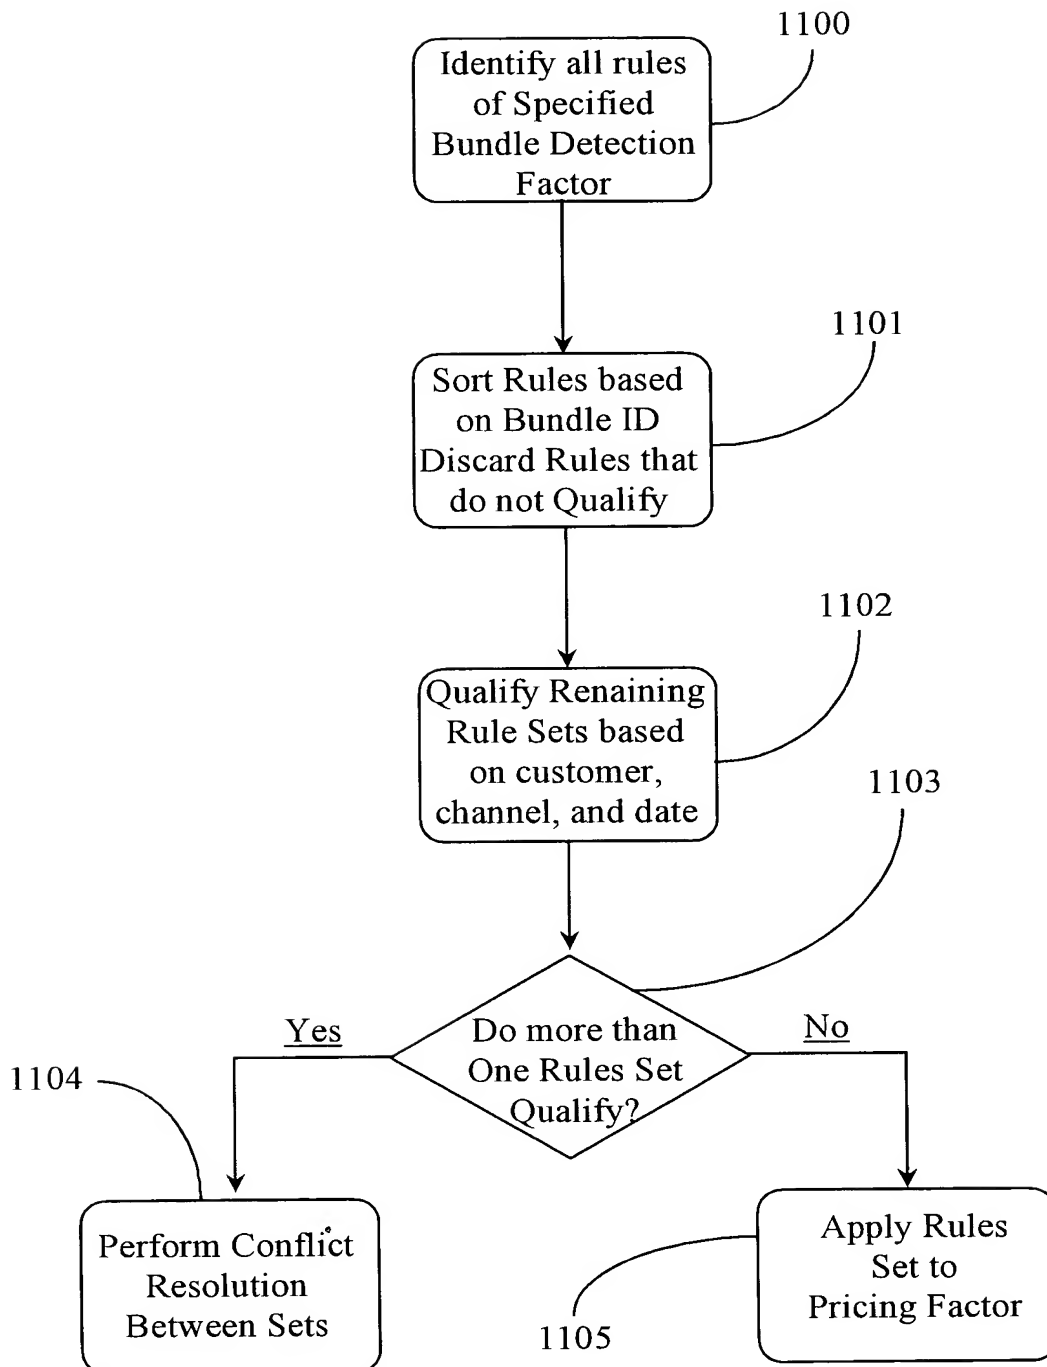 1100
Identify all rules
of Specified
Bundle Detection
Factor
1101
Sort Rules based
on Bundle ID
Discard Rules that
do not Qualify
1102
Qualify Renaining
Rule Sets based
on customer,
channel, and date
1103
Do more than
One Rules Set
Qualify?
Yes
No
1104
Perform Conflict
Resolution
Between Sets
Apply Rules
Set to
Pricing Factor
1105